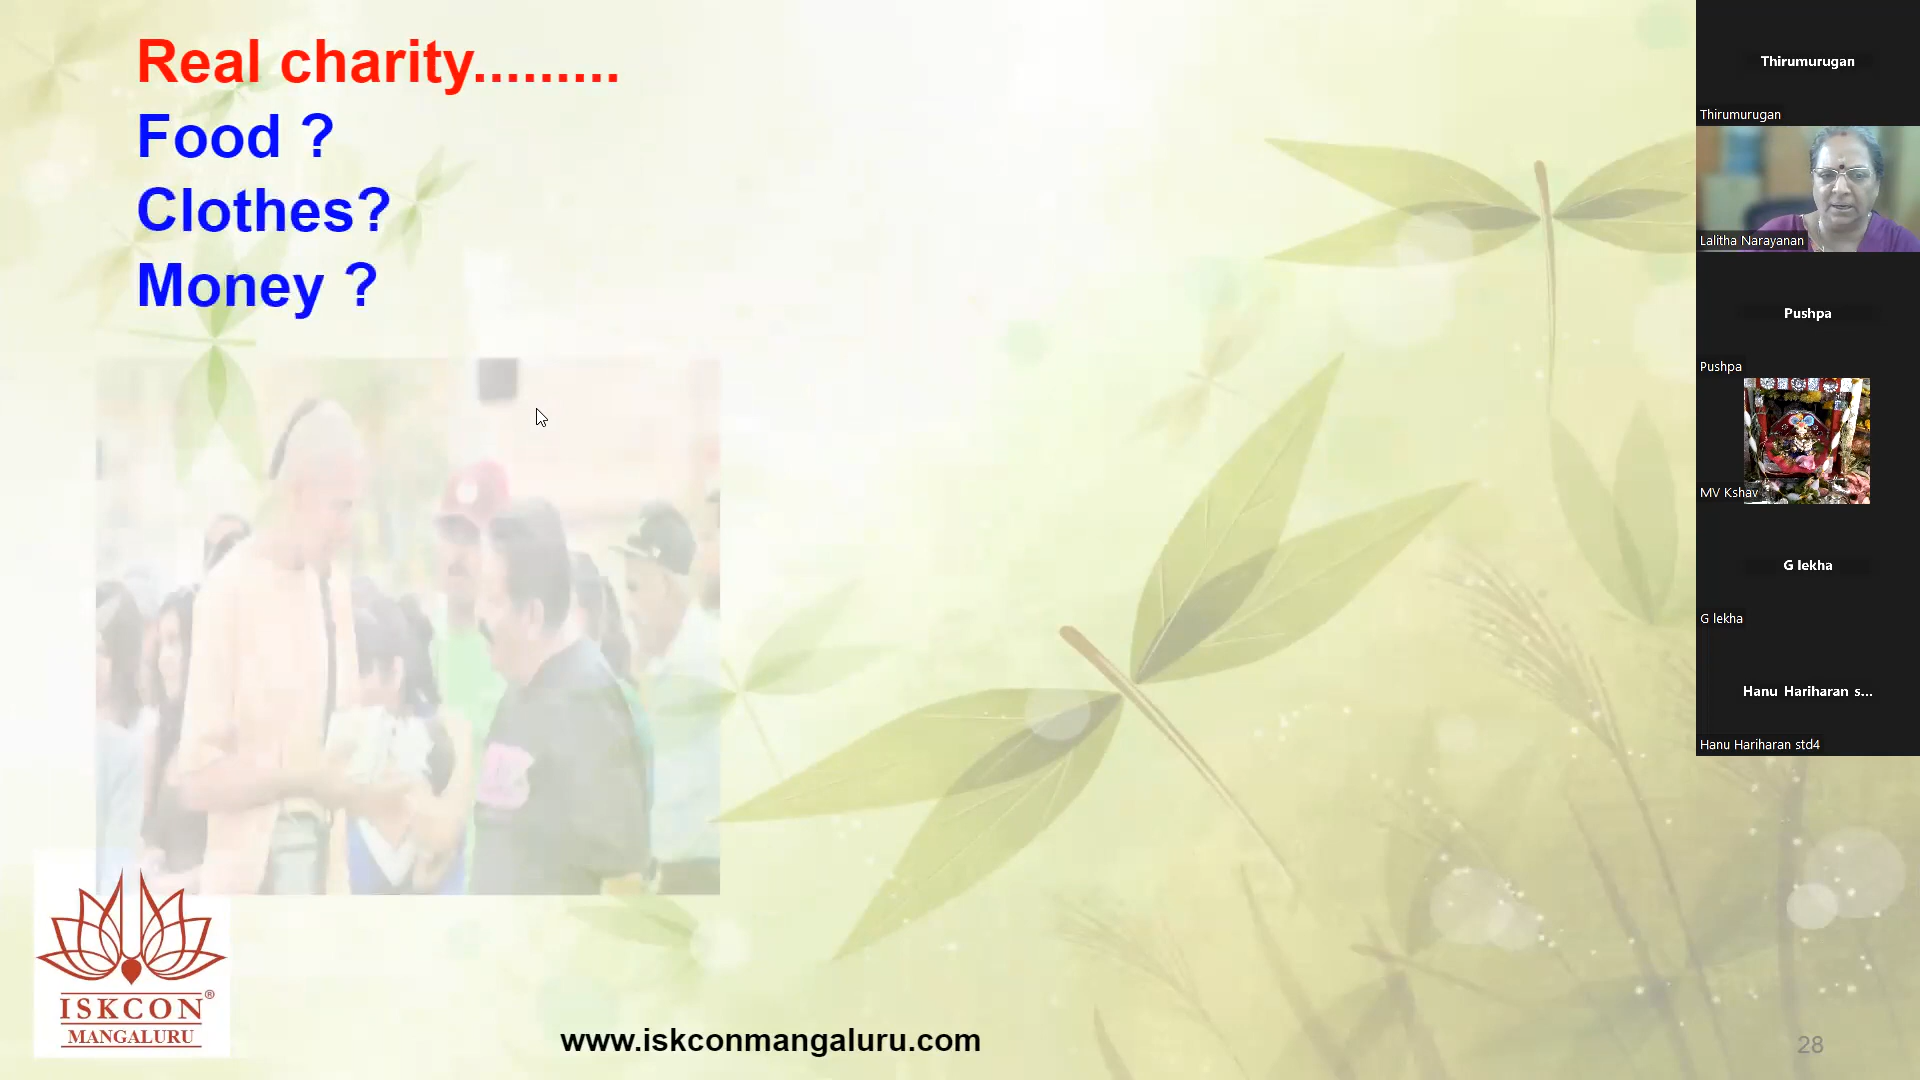 Real charity.........
Food ?
Clothes?
Money ?
ISKCON®
MANGALURU
www.iskconmangaluru.com
28
Thirumurugan
Thirumurugan
Lalitha Narayanan
Pushpa
Pushpa
MV Kshav
G lekha
G lekha
Hanu Hariharan s...
Hanu Hariharan std4